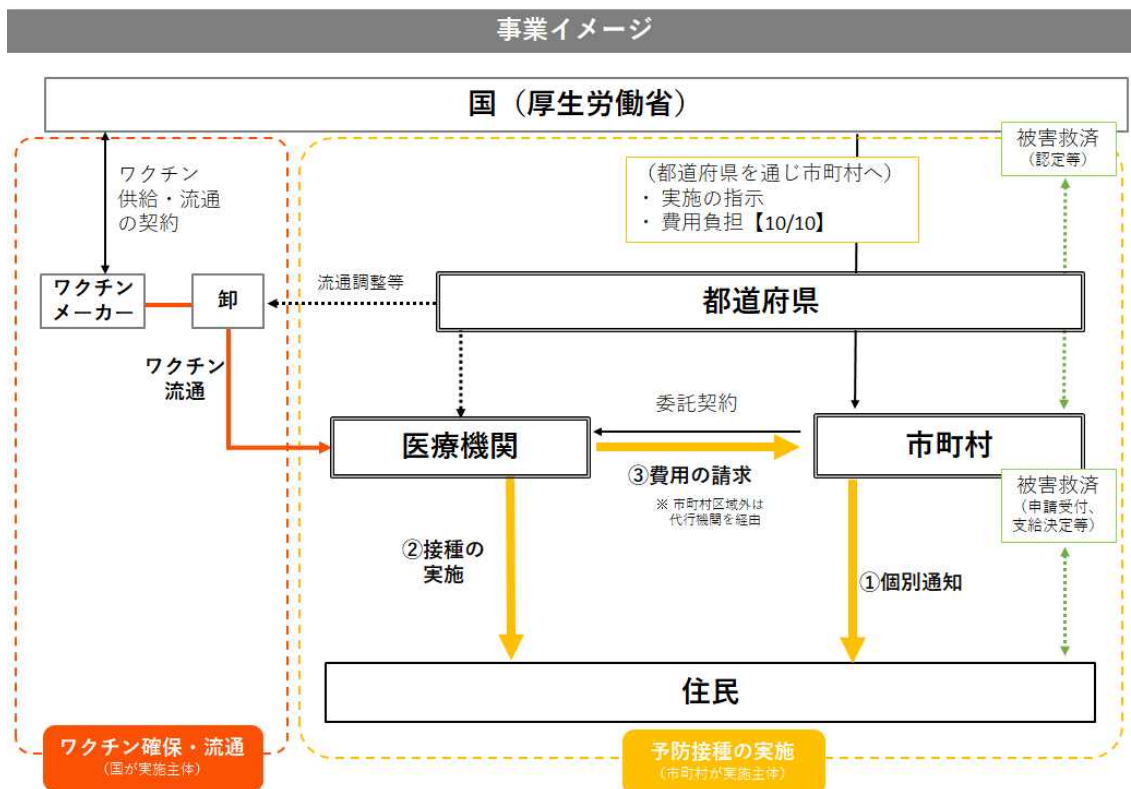 事業イメージ
国（厚生労働省）
被害救済
（認定等）
ワクチン
供給・流通
の契約
（都道府県を通じ市町村へ）
・ 実施の指示
・ 費用負担【10/10】
ワクチン
メーカー
卸
流通調整等
都道府県
ワクチン
流通
委託契約
医療機関
市町村
③費用の請求
※ 市町村区域外は
代行機関を経由
被害救済
（申請受付、
支給決定等）
②接種の
実施
①個別通知
住民
ワクチン確保・流通
（国が実施主体）
予防接種の実施
（市町村が実施主体）